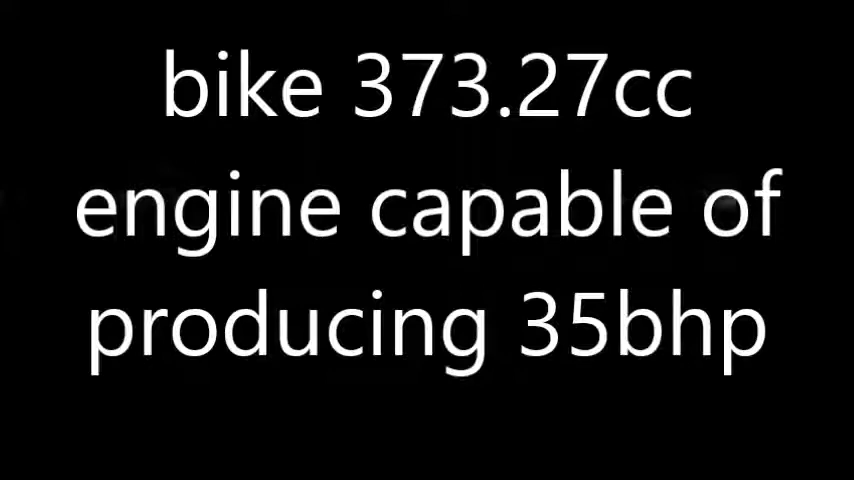 bike 373.27cc
engine capable of
producing 35bhp